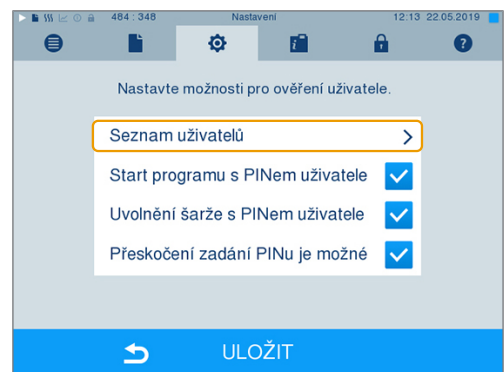 484 : 348 Nastavení 12:13 22.05.2019
Nastavte možnosti pro ověření uživatele.
Seznam uživatelů
Start programu s PINem uživatele
Uvolnění šarže s PINem uživatele
Přeskočení zadání PINu je možné
ULOŽIT